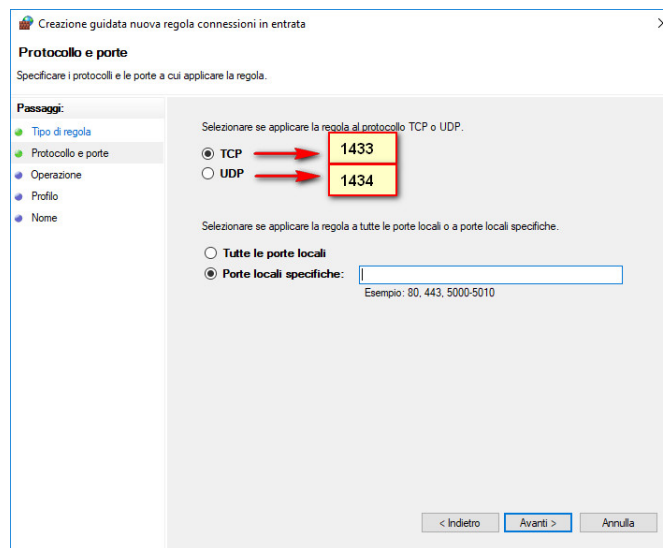 Creazione guidata nuova regola connessioni in entrata
Protocollo e porte
Specificare i protocolli e le porte a cui applicare la regola.
Passaggi:
Tipo di regola
Protocollo e porte
Operazione
Profilo
Nome
Selezionare se applicare la regola al protocollo TCP o UDP.
TCP
1433
UDP
1434
Selezionare se applicare la regola a tutte le porte locali o a porte locali specifiche.
Tutte le porte locali
Porte locali specifiche:
Esempio: 80, 443, 5000-5010
< Indietro
Avanti >
Annulla